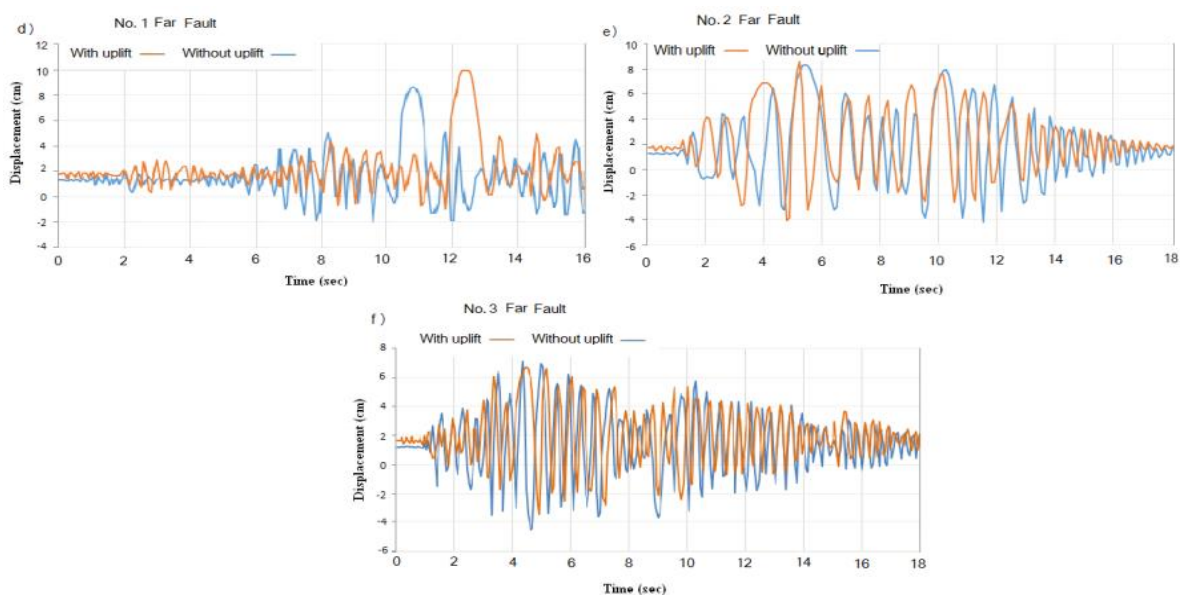 d)
No. 1 Far Fault
With uplift
Without uplift
Displacement (cm)
12
10
8
6
4
2
0
-2
-4
0 2 4 6 8 10 12 14 16
Time (sec)
e)
No. 2 Far Fault
With uplift
Without uplift
Displacement (cm)
10
8
6
4
2
0
-2
-4
-6
0 2 4 6 8 10 12 14 16 18
Time (sec)
f)
No. 3 Far Fault
With uplift
Without uplift
Displacement (cm)
8
6
4
2
0
-2
-4
-6
0 2 4 6 8 10 12 14 16 18
Time (sec)